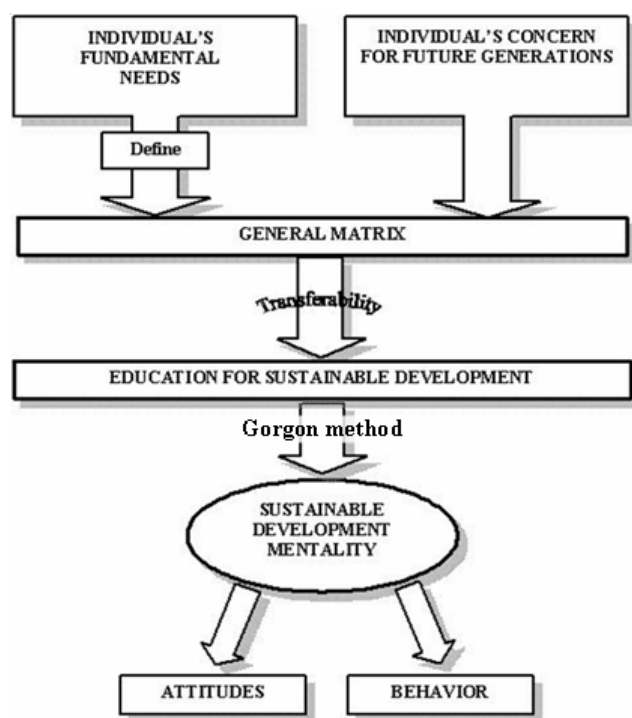 INDIVIDUAL'S
FUNDAMENTAL
NEEDS
INDIVIDUAL'S CONCERN
FOR FUTURE GENERATIONS
Define
GENERAL MATRIX
Transferability
EDUCATION FOR SUSTAINABLE DEVELOPMENT
Gorgon method
SUSTAINABLE
DEVELOPMENT
MENTALITY
ATTITUDES
BEHAVIOR